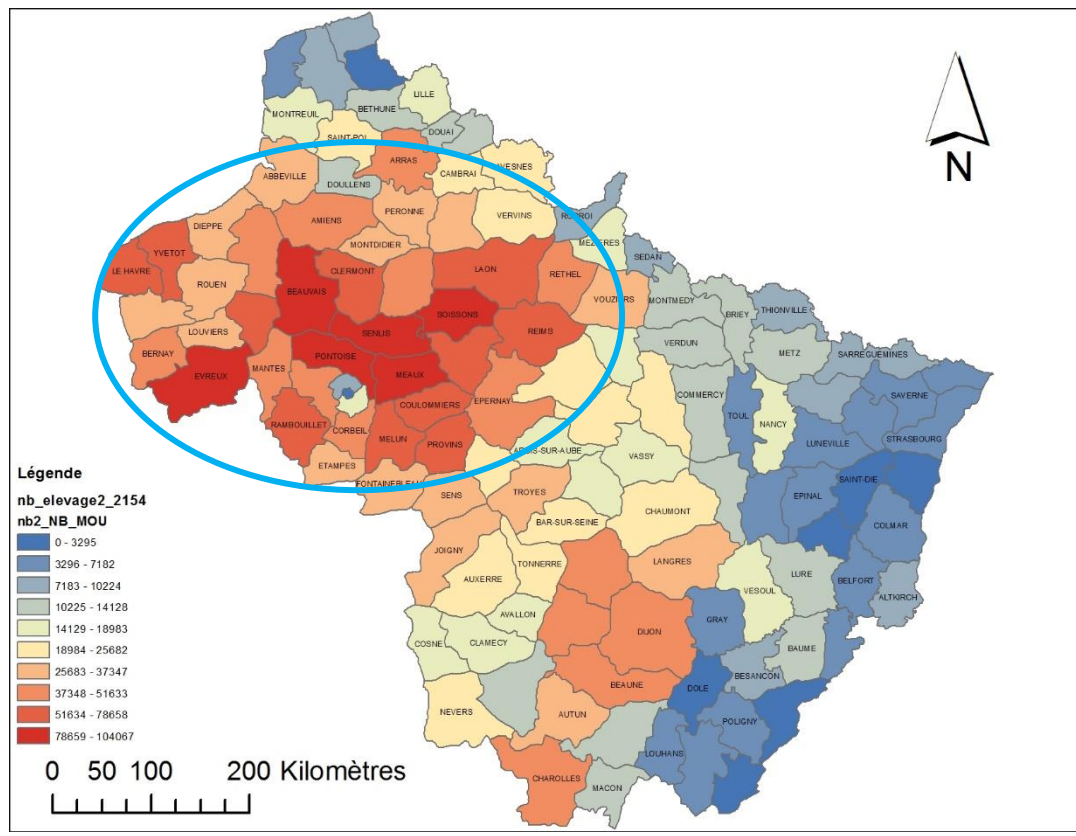 N
LILLE
BETHUNE
MONTREUIL
DOUAI
SAINT-POL
ARRAS
AVESNES
CAMBRAI
ABBEVILLE
DOULLENS
PERONNE
VERVINS
ROCROI
DIEPPE
AMIENS
MEZIERES
MONTDIDIER
SEDAN
YVETOT
CLERMONT
LAON
RETHEL
LE HAVRE
ROUEN
BEAUVAIS
VOUZIERS
MONTMEDY
SOISSONS
BRIEY
THIONVILLE
LOUVIERS
SENLIS
REIMS
VERDUN
METZ
BERNAY
PONTOISE
SARREGUEMINES
EVREUX
MANTES
MEAUX
COMMERCY
SAVERNE
COULOMMIERS
EPERNAY
TOUL
NANCY
RAMBOUILLET
CORBEIL
STRASBOURG
MELUN
PROVINS
LUNEVILLE
ARCIS-SUR-AUBE
ETAMPES
VASSY
FONTAINEBLEAU
SAINT-DIE
SENS
TROYES
EPINAL
CHAUMONT
BAR-SUR-SEINE
COLMAR
JOIGNY
TONNERRE
LANGRES
AUXERRE
LURE
BELFORT
VESOUL
ALTKIRCH
AVALLON
GRAY
COSNE
CLAMECY
DIJON
BAUME
BESANCON
BEAUNE
DOLE
NEVERS
AUTUN
POLIGNY
LOUHANS
CHAROLLES
MACON
Légende
nb_elevage2_2154
nb2_NB_MOU
0 - 3295
3296 - 7182
7183 - 10224
10225 - 14128
14129 - 18983
18984 - 25682
25683 - 37347
37348 - 51633
51634 - 78658
78659 - 104067
0 50 100 200 Kilomètres